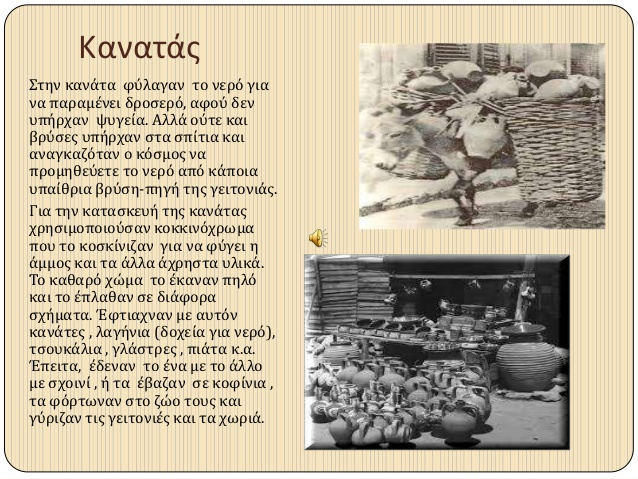 Κανατάς
Στην κανάτα φύλαγαν το νερό για
να παραμένει δροσερό, αφού δεν
υπήρχαν ψυγεία. Αλλά ούτε και
βρύσες υπήρχαν στα σπίτια και
αναγκαζόταν ο κόσμος να
προμηθεύετε το νερό από κάποια
υπαίθρια βρύση-πηγή της γειτονιάς.
Για την κατασκευή της κανάτας
χρησιμοποιούσαν κοκκινόχρωμα
που το κοσκίνιζαν για να φύγει η
άμμος και τα άλλα άχρηστα υλικά.
Το καθαρό χώμα το έκαναν πηλό
και το έπλαθαν σε διάφορα
σχήματα. Έφτιαχναν με αυτόν
κανάτες , λαγήνια (δοχεία για νερό),
τσουκάλια , γλάστρες , πιάτα κ.α.
Έπειτα, έδεναν το ένα με το άλλο
με σχοινί , ή τα έβαζαν σε κοφίνια ,
τα φόρτωναν στο ζώο τους και
γύριζαν τις γειτονιές και τα χωριά.